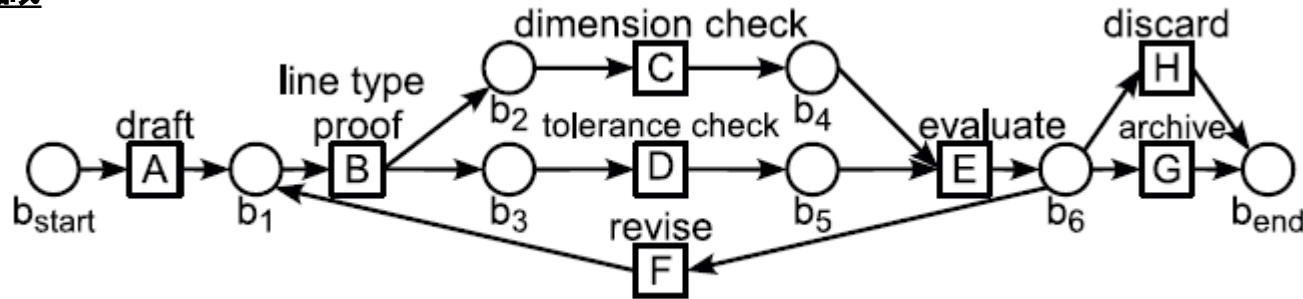 dimension check
discard
C
H
line type
proof
b2
b4
draft
tolerance check
evaluate
archive
A
B
D
E
G
bstart
b1
b3
b5
b6
bend
revise
F